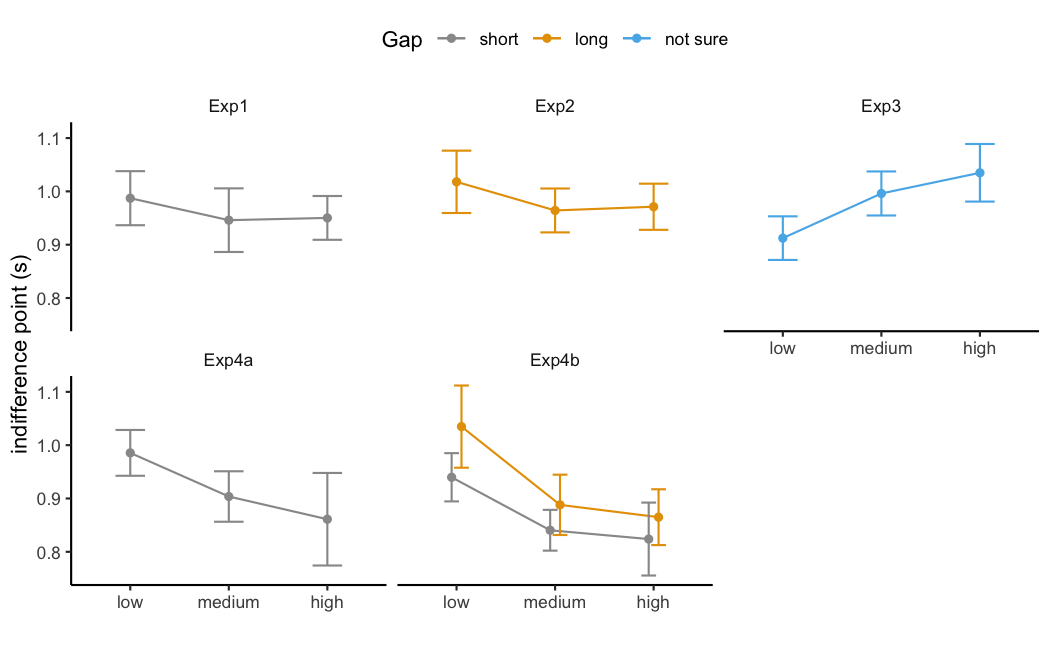 Gap short long not sure
Exp1 Exp2 Exp3
1.1
1.0
0.9
0.8
indifference point (s)
low medium high
Exp4a Exp4b
1.1
1.0
0.9
0.8
low medium high low medium high